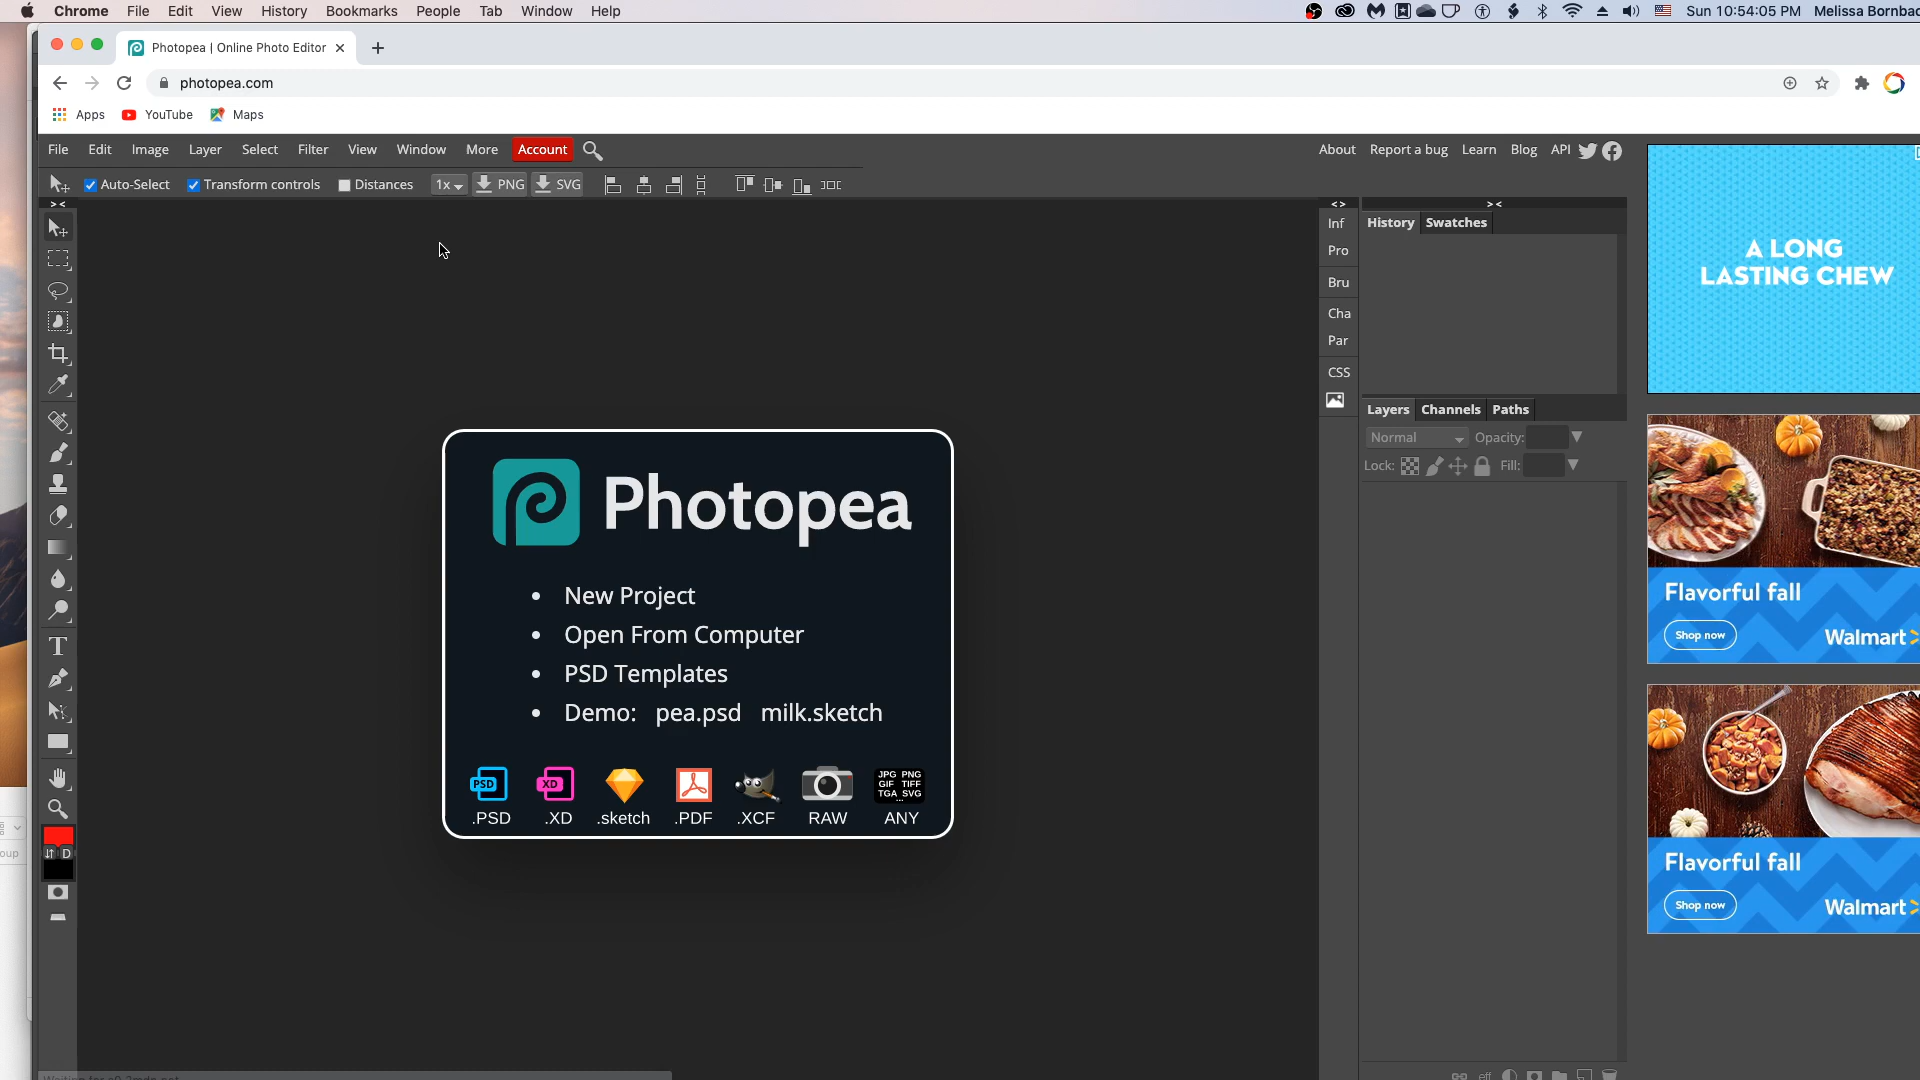 Chrome File Edit View History Bookmarks People Tab Window Help Sun 10:54:05 PM Melissa Bornbac
Photopea | Online Photo Editor
photopea.com
Apps YouTube Maps
File Edit Image Layer Select Filter View Window More Account About Report a bug Learn Blog API
Auto-Select Transform controls Distances 1x PNG SVG
Inf
Pro
Bru
Cha
Par
CSS
History Swatches
Layers Channels Paths
Normal Opacity:
Lock: Fill:
Photopea
New Project
Open From Computer
PSD Templates
Demo: pea.psd milk.sketch
PSD XD JPG PNG
GIF TIFF
TGA SVG
...
.PSD .XD .sketch .PDF .XCF RAW ANY
T
D
eff
A LONG
LASTING CHEW
Flavorful fall
Shop now Walmart
Flavorful fall
Shop now Walmart